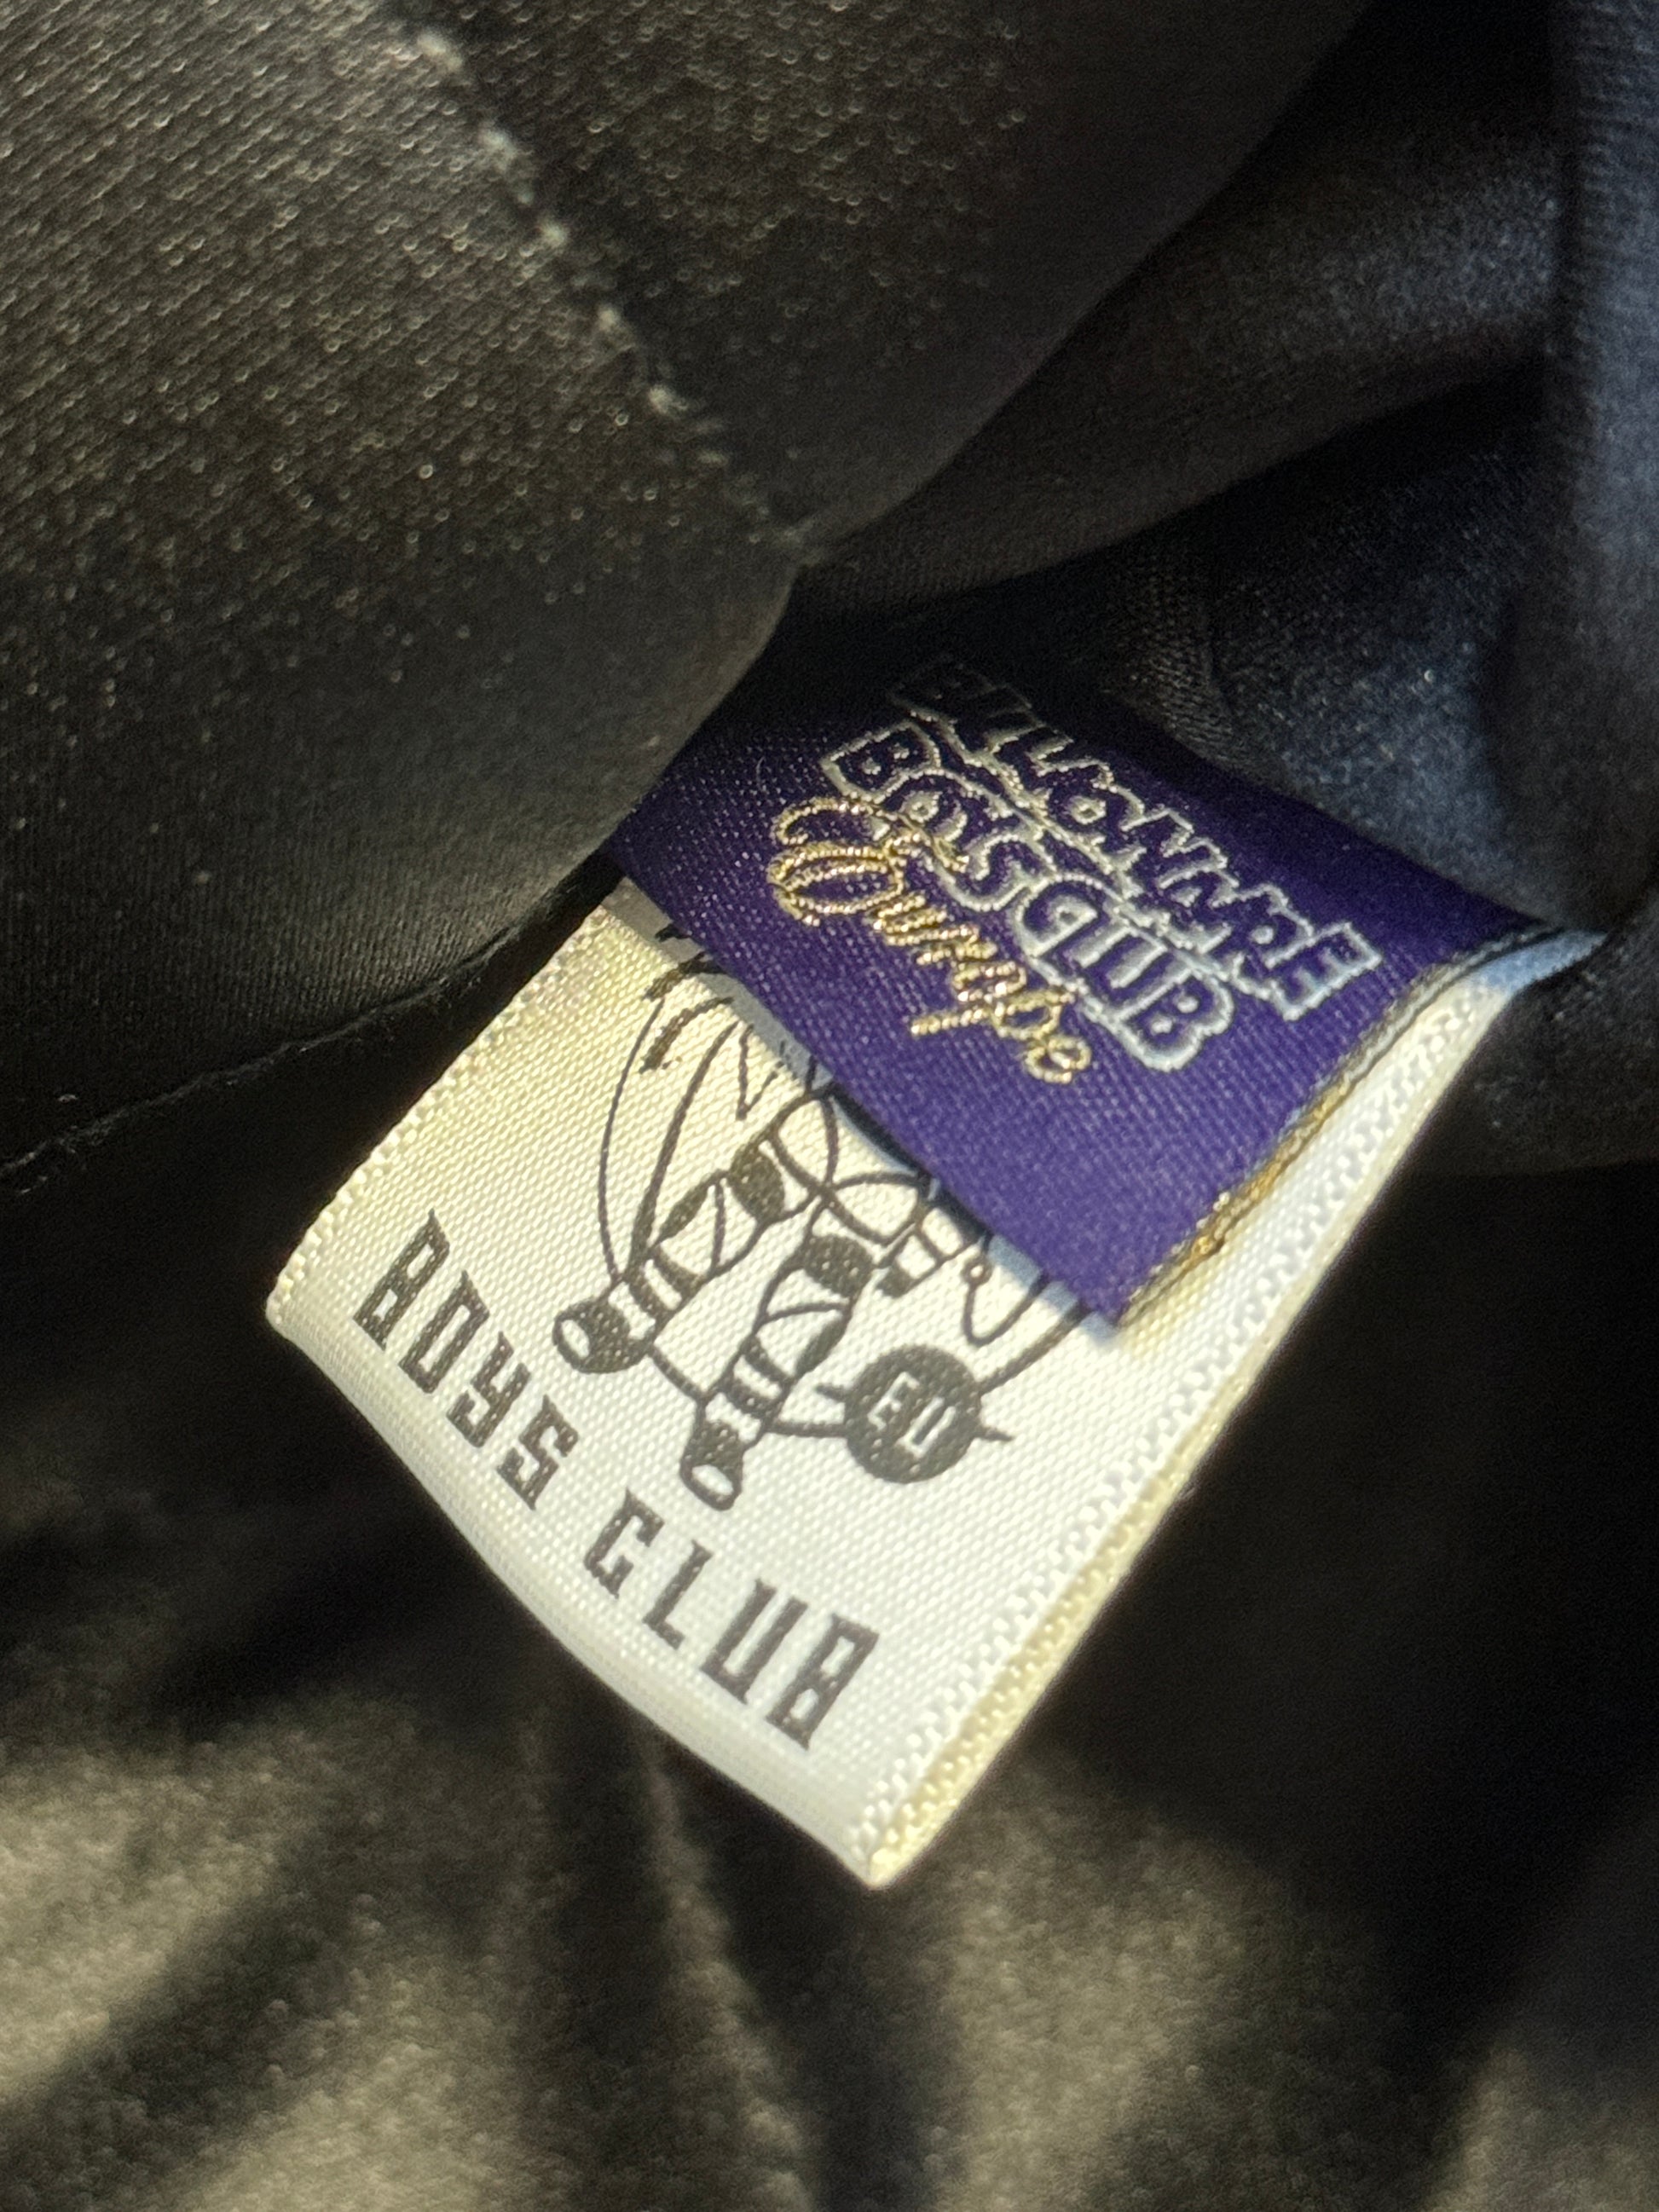 BILLIONAIRE
BOYS CLUB
Europe
EU
BOYS CLUB